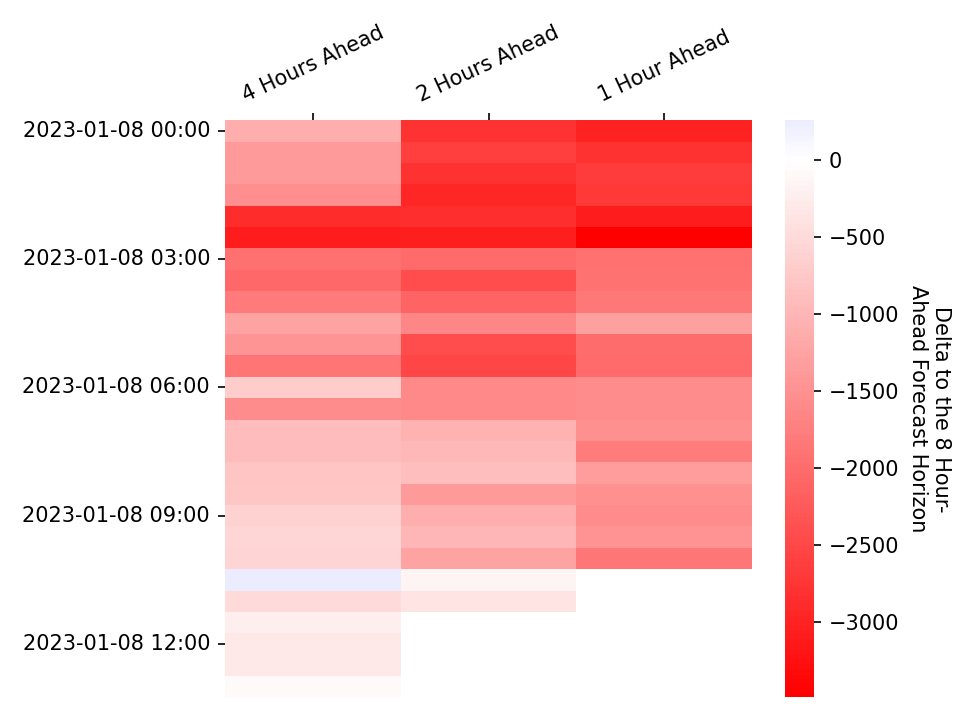 4 Hours Ahead
2 Hours Ahead
1 Hour Ahead
2023-01-08 00:00
2023-01-08 03:00
2023-01-08 06:00
2023-01-08 09:00
2023-01-08 12:00
0
−500
−1000
−1500
−2000
−2500
−3000
Delta to the 8 Hour-
Ahead Forecast Horizon